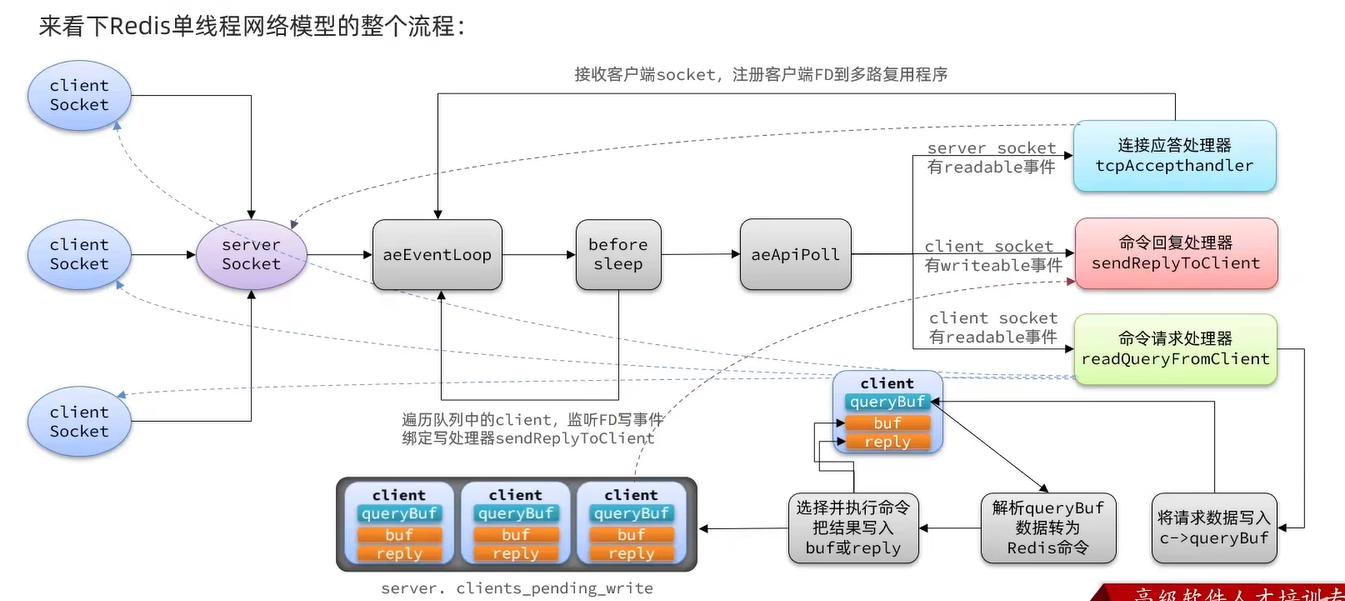 来看下Redis单线程网络模型的整个流程：
client
Socket
接收客户端socket，注册客户端FD到多路复用程序
server socket
有readable事件
连接应答处理器
tcpAccepthandler
client
Socket
server
Socket
aeEventLoop
before
sleep
aeApiPoll
client socket
有writeable事件
命令回复处理器
sendReplyToClient
client socket
有readable事件
命令请求处理器
readQueryFromClient
client
Socket
遍历队列中的client，监听FD写事件
绑定写处理器sendReplyToClient
client
queryBuf
buf
reply
client
queryBuf
buf
reply
client
queryBuf
buf
reply
client
queryBuf
buf
reply
server. clients_pending_write
选择并执行命令
把结果写入
buf或reply
解析queryBuf
数据转为
Redis命令
将请求数据写入
c->queryBuf